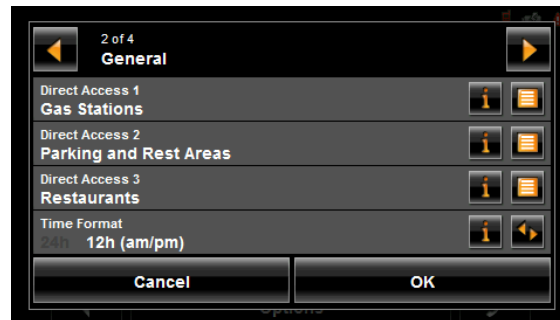 2 of 4
General
Direct Access 1
Gas Stations
Direct Access 2
Parking and Rest Areas
Direct Access 3
Restaurants
Time Format
24h 12h (am/pm)
Cancel OK
Options